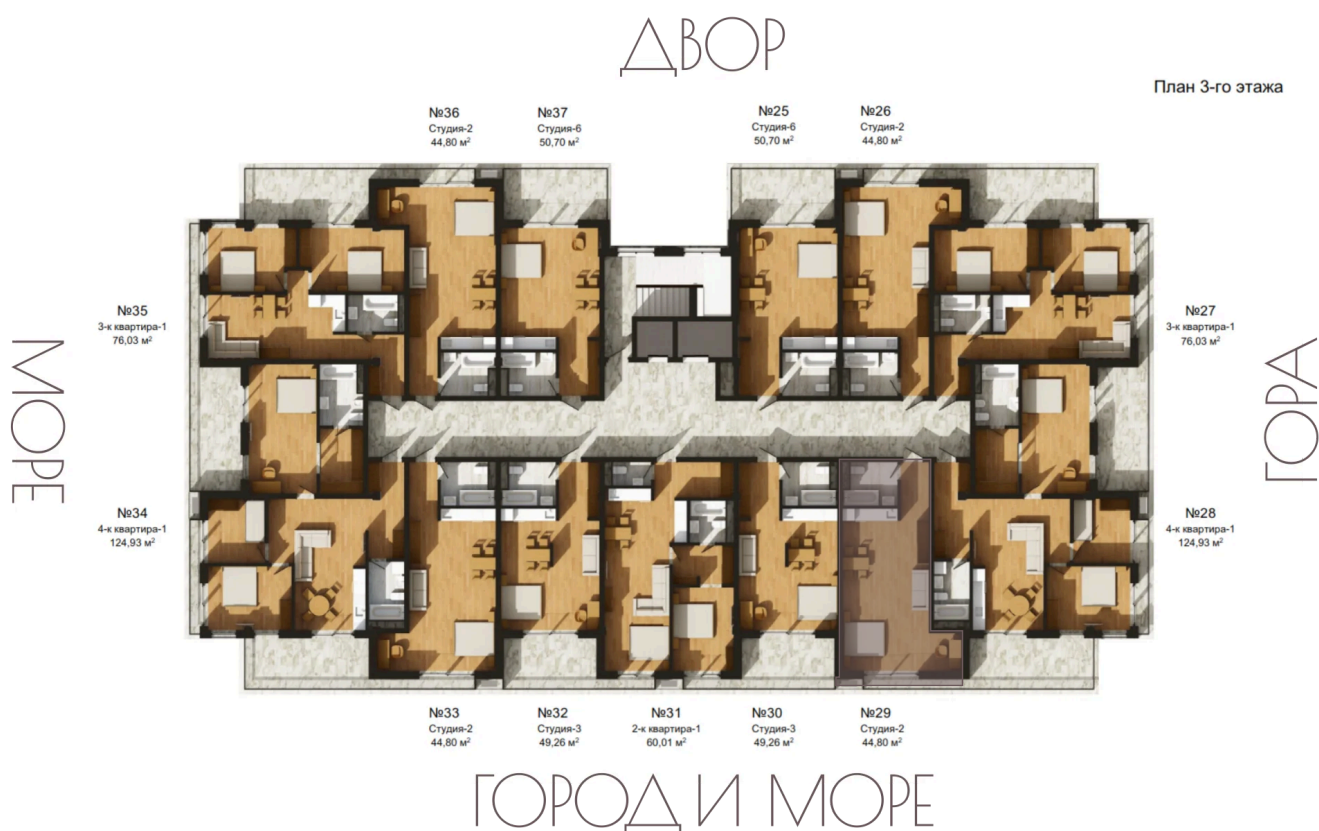 ДВОР
План 3-го этажа
№36
Студия-2
44,80 м²
№37
Студия-6
50,70 м²
№25
Студия-6
50,70 м²
№26
Студия-2
44,80 м²
№35
3-к квартира-1
76,03 м²
№27
3-к квартира-1
76,03 м²
МОРЕ
ГОРА
№34
4-к квартира-1
124,93 м²
№28
4-к квартира-1
124,93 м²
№33
Студия-2
44,80 м²
№32
Студия-3
49,26 м²
№31
2-к квартира-1
60,01 м²
№30
Студия-3
49,26 м²
№29
Студия-2
44,80 м²
ГОРОД И МОРЕ